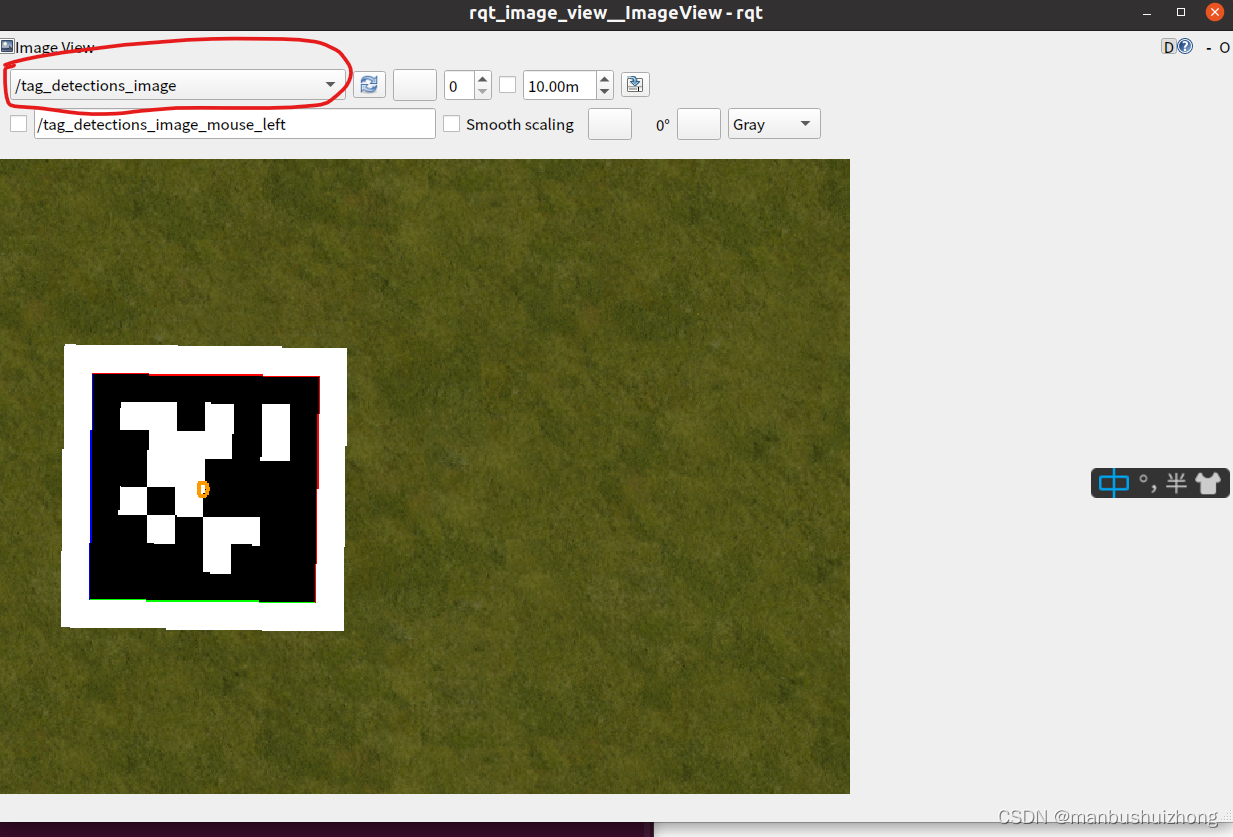 rqt_image_view__ImageView - rqt
Image View
D ? - O
/tag_detections_image
0
10.00m
/tag_detections_image_mouse_left
Smooth scaling
0°
Gray
0
中 °, 半
CSDN @manbushuizhong